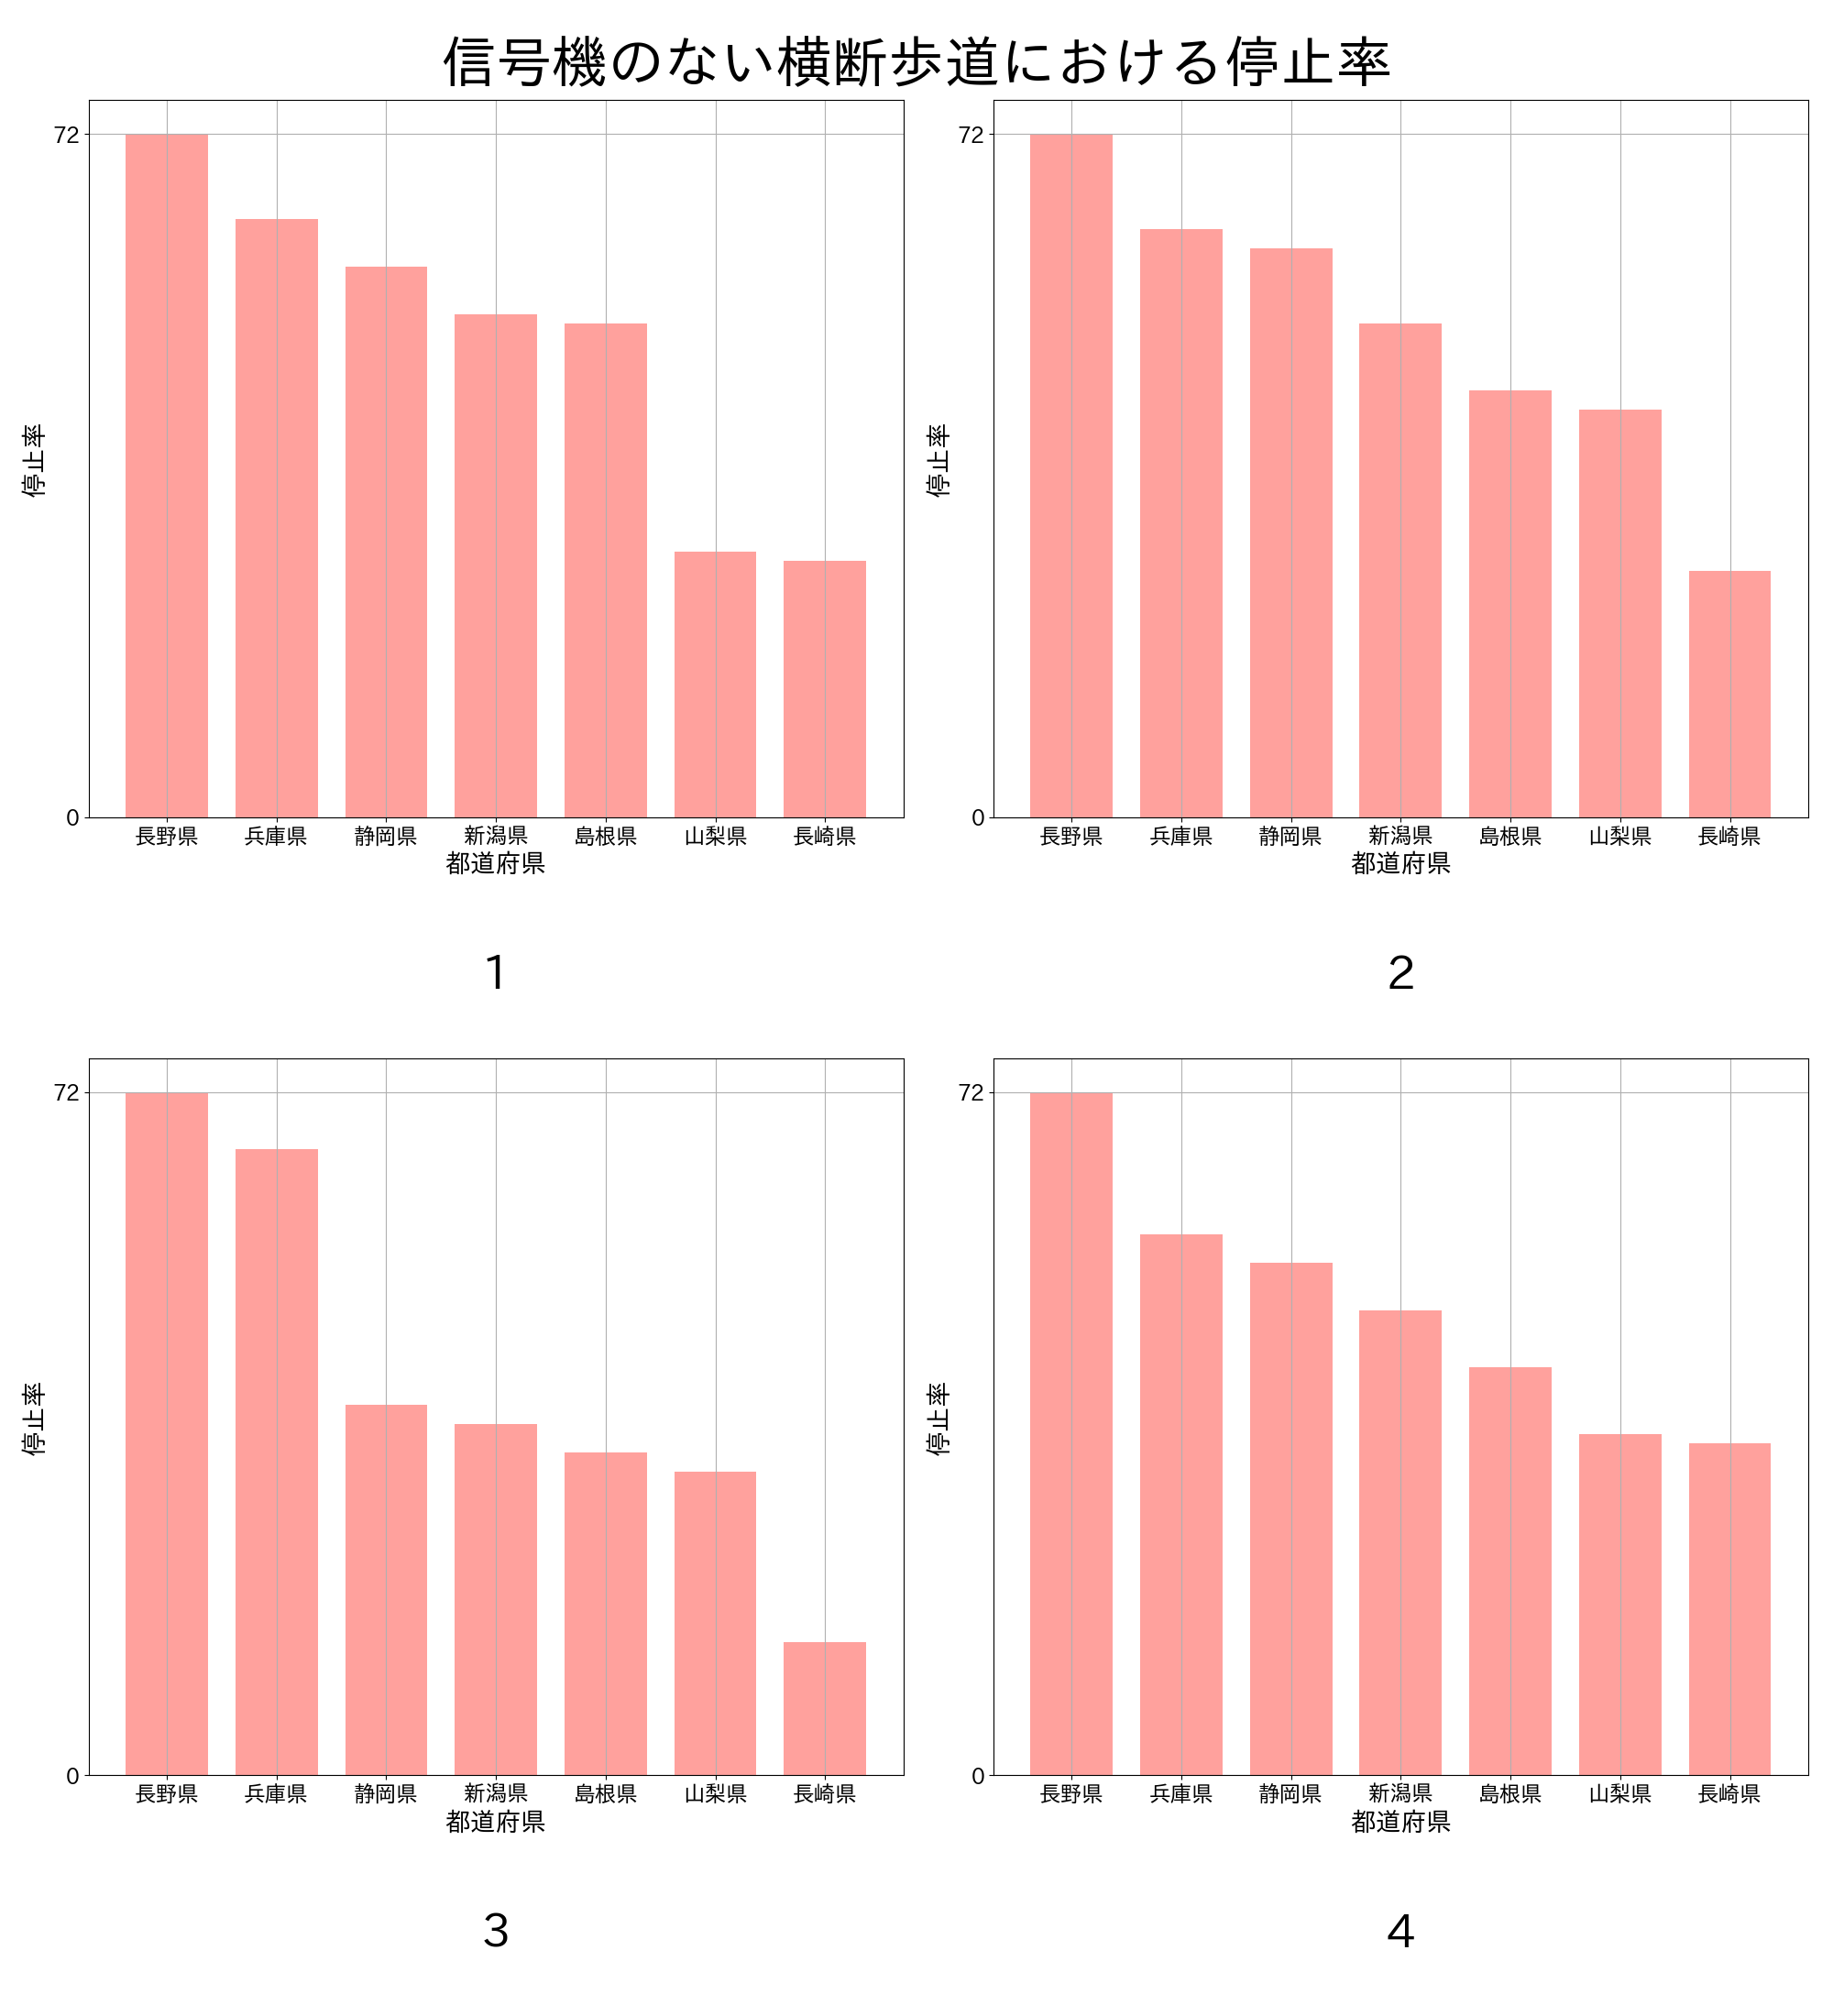 信号機のない横断歩道における停止率
72
0
停止率
長野県 兵庫県 静岡県 新潟県 島根県 山梨県 長崎県
都道府県
1
72
0
停止率
長野県 兵庫県 静岡県 新潟県 島根県 山梨県 長崎県
都道府県
2
72
0
停止率
長野県 兵庫県 静岡県 新潟県 島根県 山梨県 長崎県
都道府県
3
72
0
停止率
長野県 兵庫県 静岡県 新潟県 島根県 山梨県 長崎県
都道府県
4